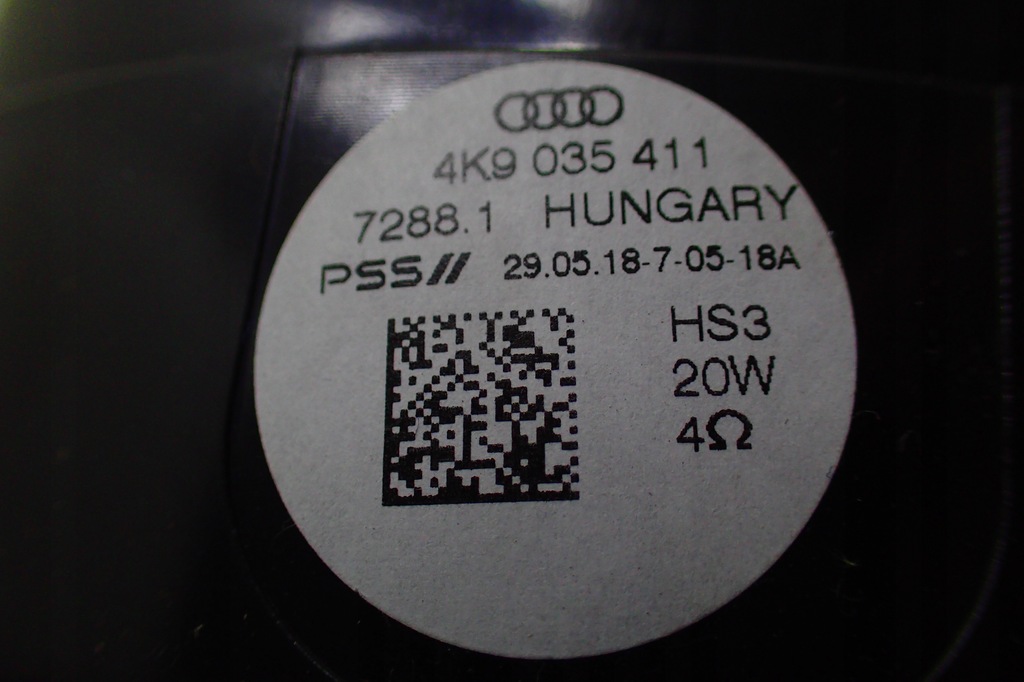 4K9 035 411
7288.1 HUNGARY
PSS// 29.05.18-7-05-18A
HS3
20W
4Ω